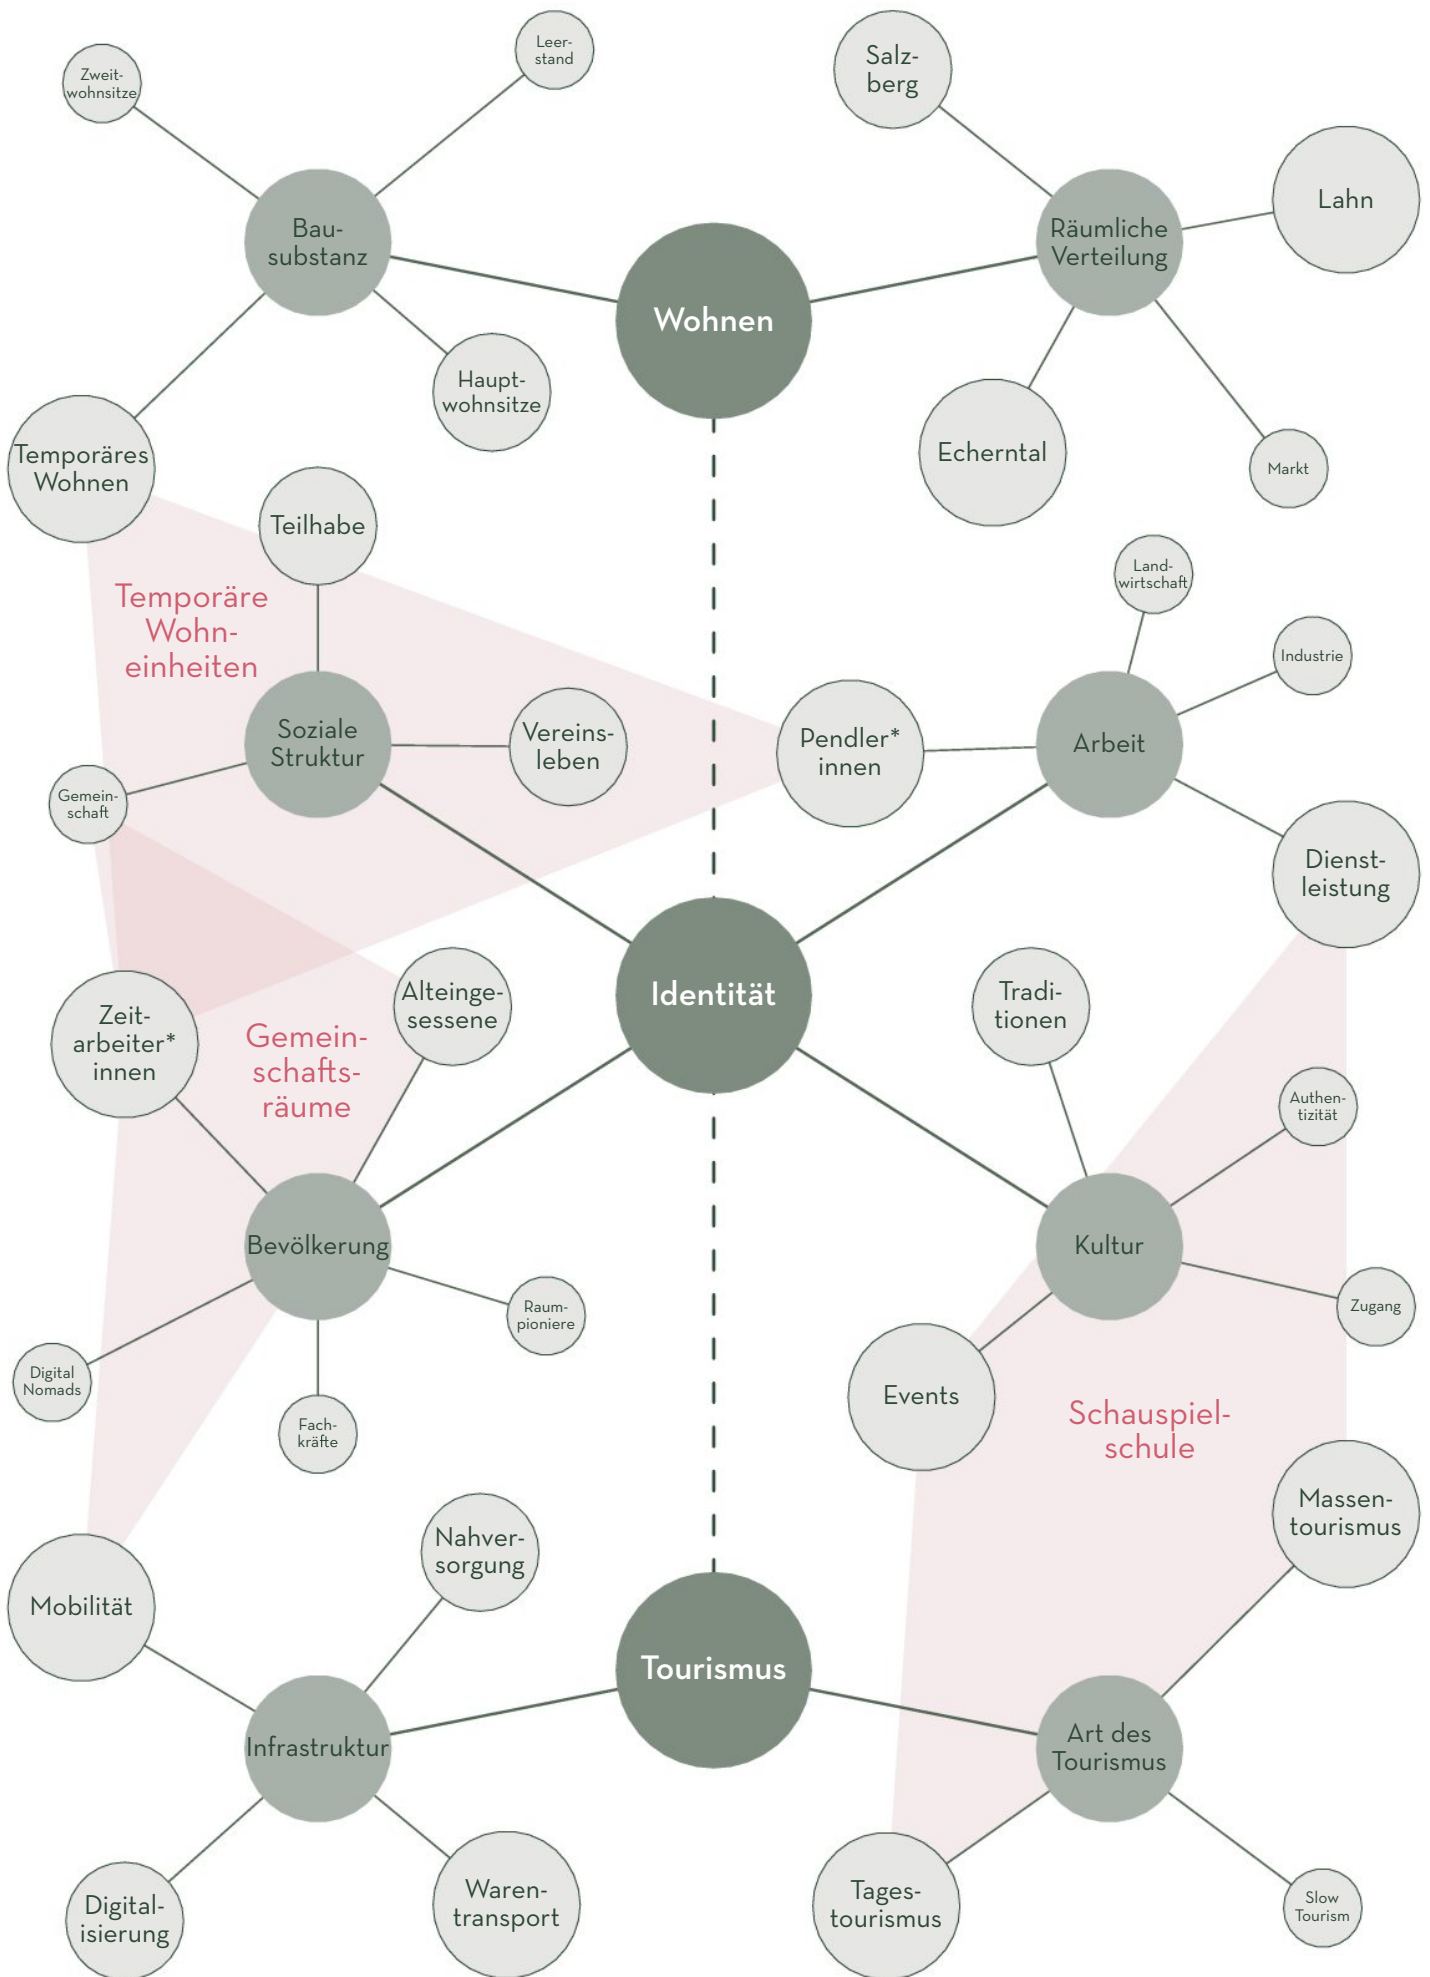 Zweit-
wohnsitze
Leer-
stand
Salz-
berg
Lahn
Bau-
substanz
Räumliche
Verteilung
Wohnen
Haupt-
wohnsitze
Temporäres
Wohnen
Echerntal
Markt
Teilhabe
Temporäre
Wohn-
einheiten
Land-
wirtschaft
Industrie
Soziale
Struktur
Vereins-
leben
Pendler*
innen
Arbeit
Gemein-
schaft
Dienst-
leistung
Zeit-
arbeiter*
innen
Gemein-
schafts-
räume
Alteinge-
sessene
Identität
Tradi-
tionen
Authen-
tizität
Bevölkerung
Kultur
Raum-
pioniere
Zugang
Digital
Nomads
Fach-
kräfte
Events
Schauspiel-
schule
Massen-
tourismus
Nahver-
sorgung
Mobilität
Tourismus
Infrastruktur
Art des
Tourismus
Digital-
isierung
Waren-
transport
Tages-
tourismus
Slow
Tourism